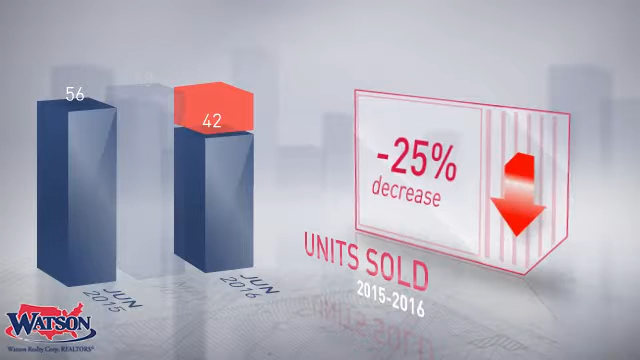 56
42
JUN
2015
JUN
2016
-25%
decrease
UNITS SOLD
2015-2016
WATSON
Watson Realty Corp. REALTORS®